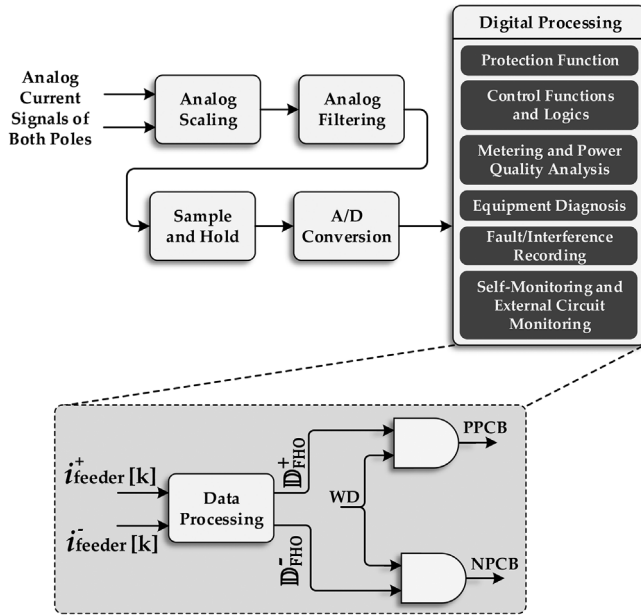 Analog
Current
Signals of
Both Poles
Analog
Scaling
Analog
Filtering
Sample
and Hold
A/D
Conversion
Digital Processing
Protection Function
Control Functions
and Logics
Metering and Power
Quality Analysis
Equipment Diagnosis
Fault/Interference
Recording
Self-Monitoring and
External Circuit
Monitoring
i⁺feeder [k]
i⁻feeder [k]
Data
Processing
𝔻⁺FHO
𝔻⁻FHO
WD
PPCB
NPCB